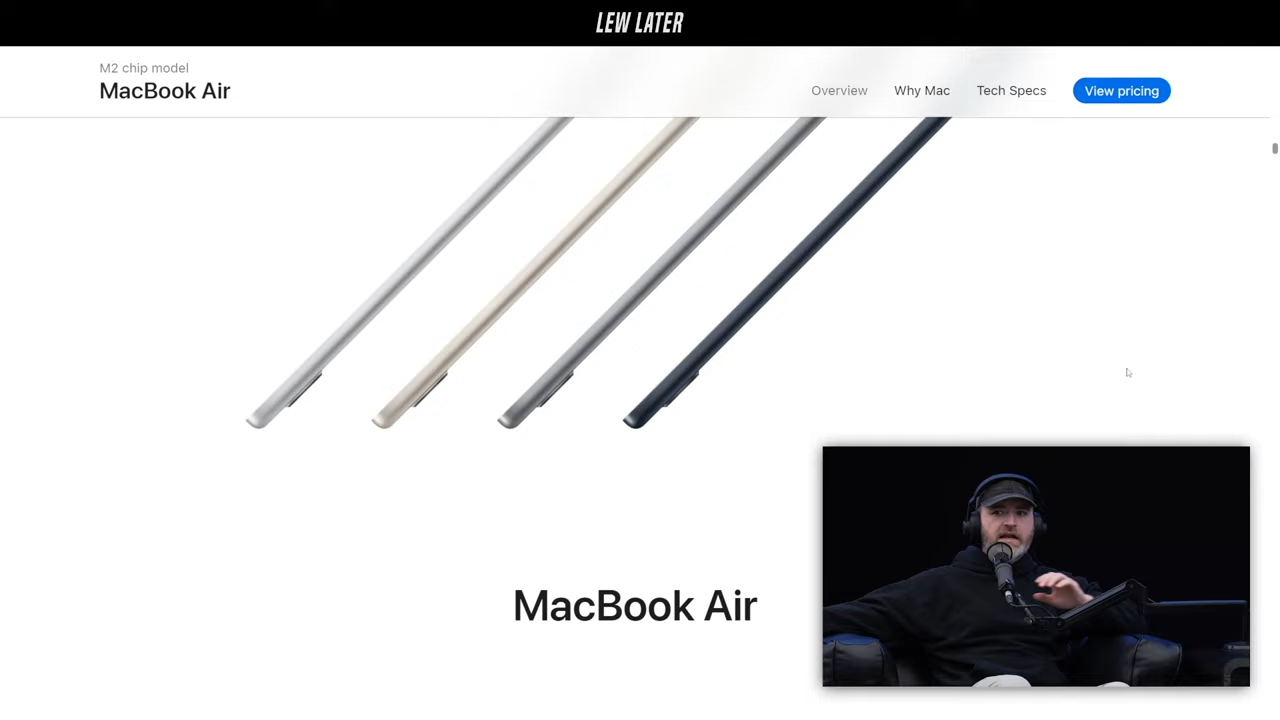 LEW LATER
M2 chip model
MacBook Air
Overview Why Mac Tech Specs View pricing
MacBook Air